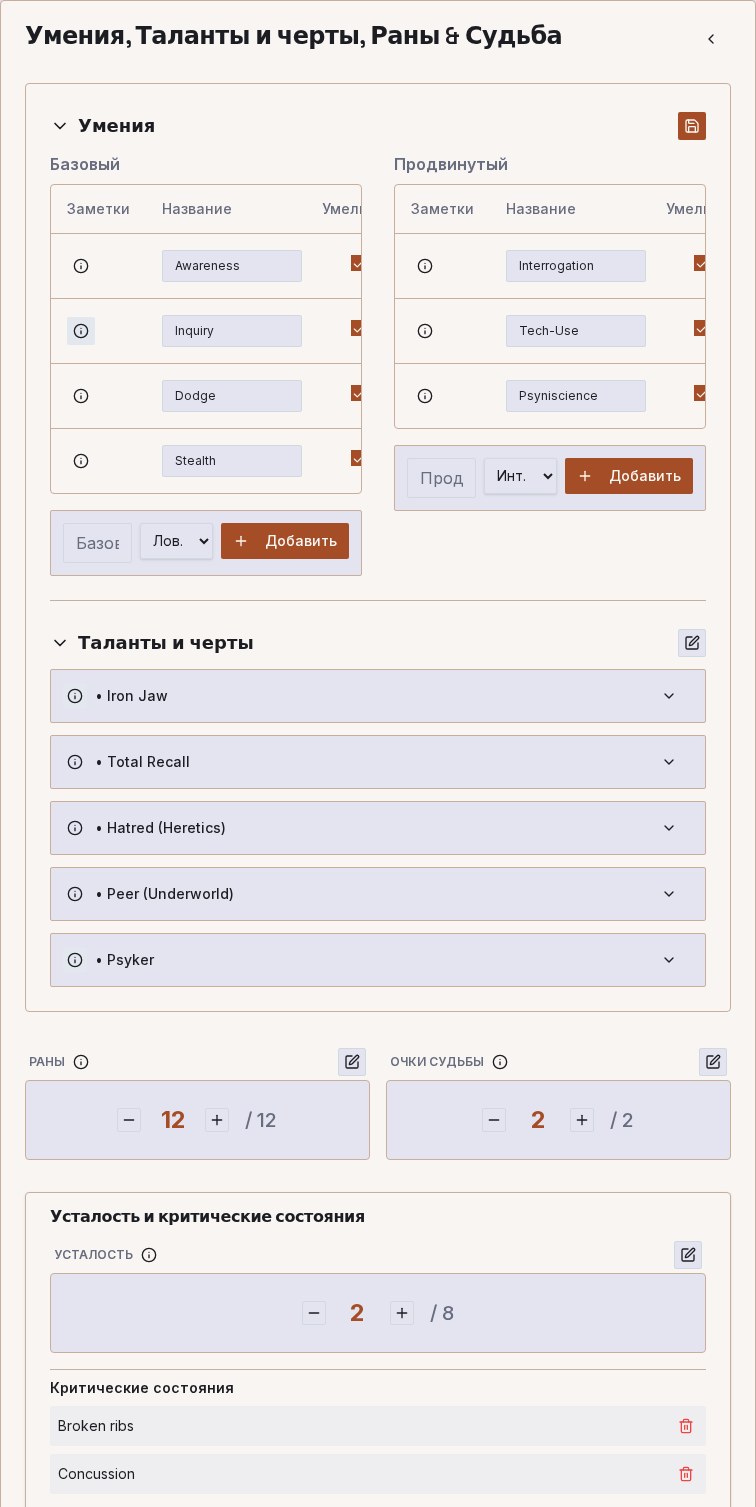 Умения, Таланты и черты, Раны & Судьба
Умения
Базовый
Заметки Название
Awareness
Inquiry
Dodge
Stealth
Лов. Добавить
Продвинутый
Заметки Название
Interrogation
Tech-Use
Psyniscience
Прод Инт. Добавить
Таланты и черты
• Iron Jaw
• Total Recall
• Hatred (Heretics)
• Peer (Underworld)
• Psyker
РАНЫ
12 / 12
ОЧКИ СУДЬБЫ
2 / 2
Усталость и критические состояния
УСТАЛОСТЬ
2 / 8
Критические состояния
Broken ribs
Concussion